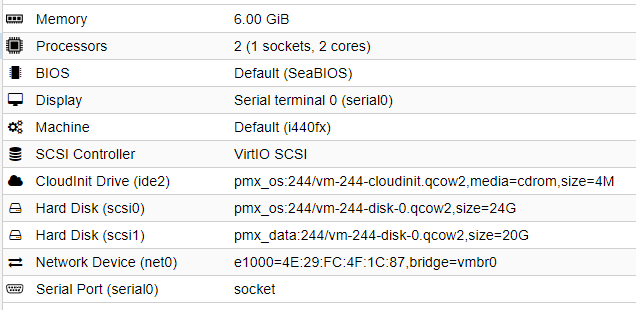 Memory 6.00 GiB
Processors 2 (1 sockets, 2 cores)
BIOS Default (SeaBIOS)
Display Serial terminal 0 (serial0)
Machine Default (i440fx)
SCSI Controller VirtIO SCSI
CloudInit Drive (ide2) pmx_os:244/vm-244-cloudinit.qcow2,media=cdrom,size=4M
Hard Disk (scsi0) pmx_os:244/vm-244-disk-0.qcow2,size=24G
Hard Disk (scsi1) pmx_data:244/vm-244-disk-0.qcow2,size=20G
Network Device (net0) e1000=4E:29:FC:4F:1C:87,bridge=vmbr0
Serial Port (serial0) socket